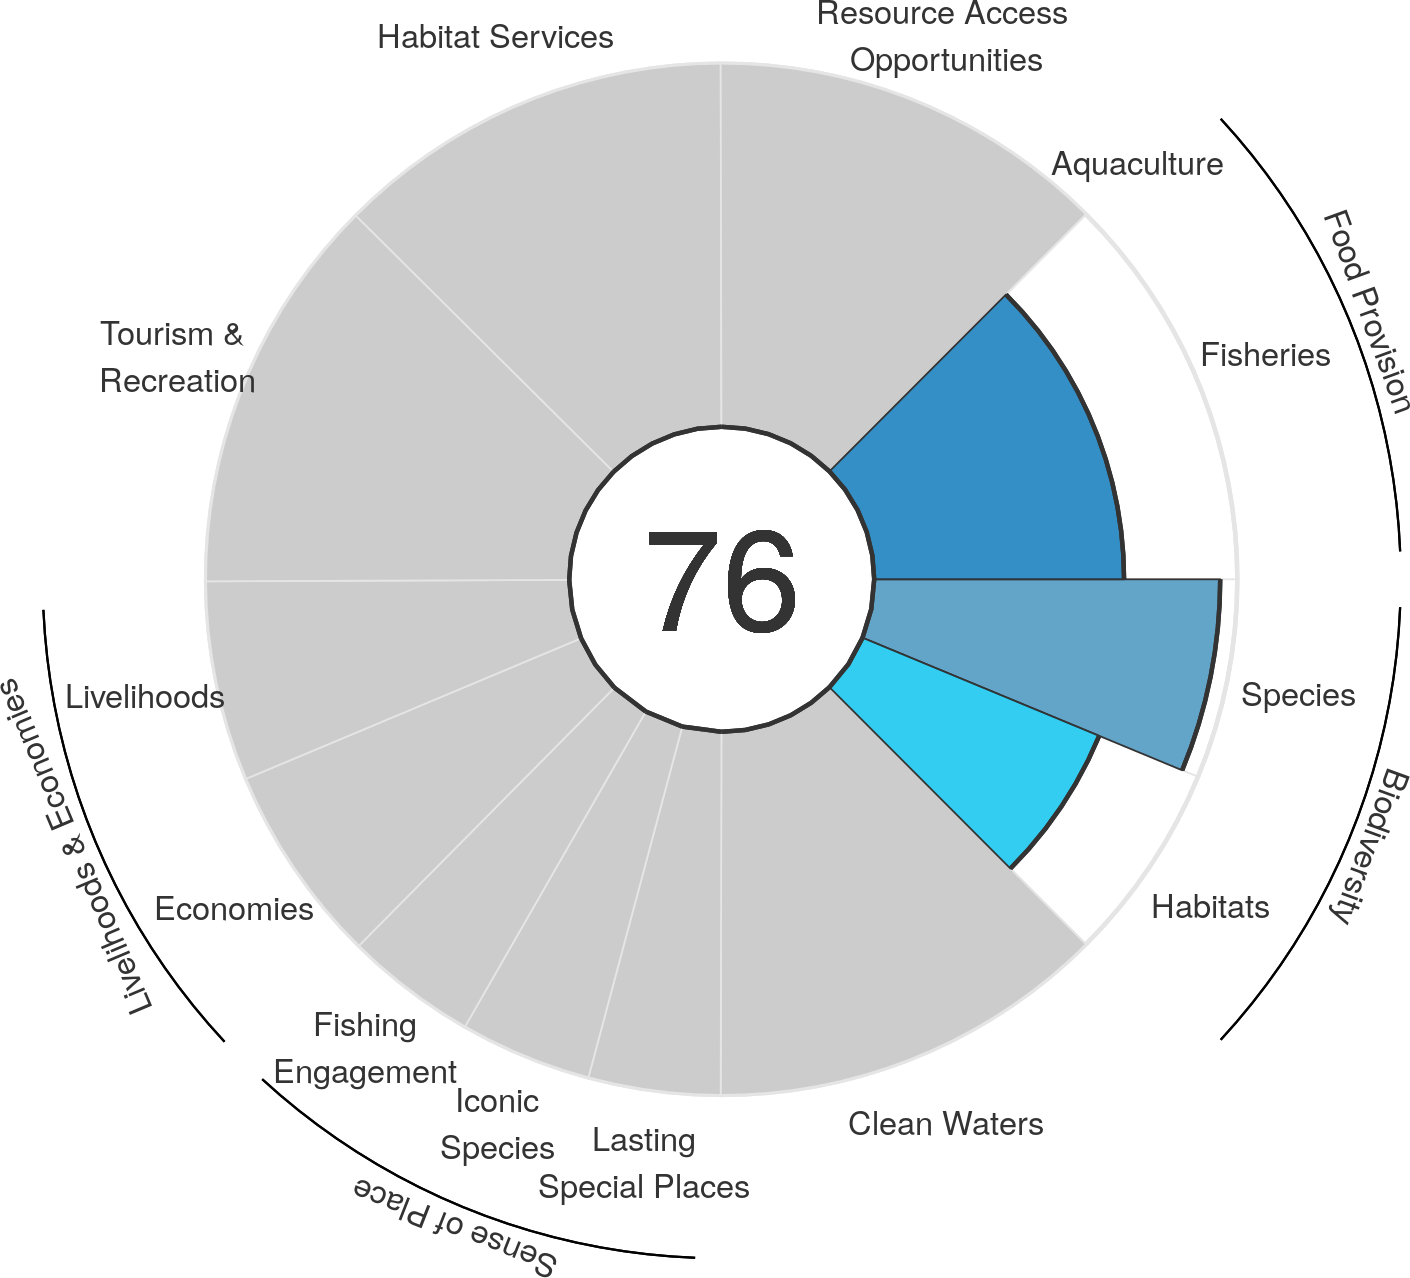 Resource Access
Opportunities
Habitat Services
Aquaculture
Food Provision
Fisheries
Tourism &
Recreation
76
Species
Livelihoods
Livelihoods & Economies
Biodiversity
Habitats
Economies
Fishing
Engagement
Iconic
Species
Lasting
Special Places
Clean Waters
Sense of Place